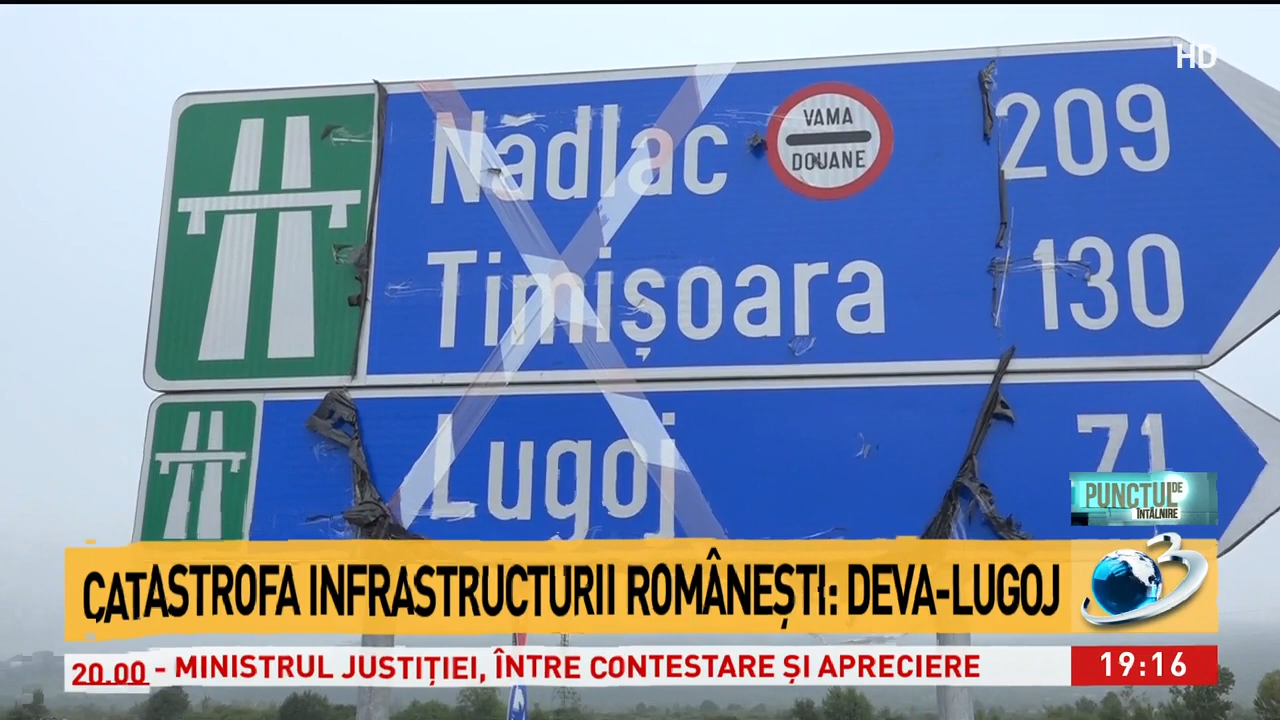 HD
Nădlac VAMA DOUANE 209
Timișoara 130
Lugoj 71
PUNCTUL DE ÎNTÂLNIRE
CATASTROFA INFRASTRUCTURII ROMÂNEȘTI: DEVA-LUGOJ
3
20.00 - MINISTRUL JUSTIȚIEI, ÎNTRE CONTESTARE ȘI APRECIERE 19:16